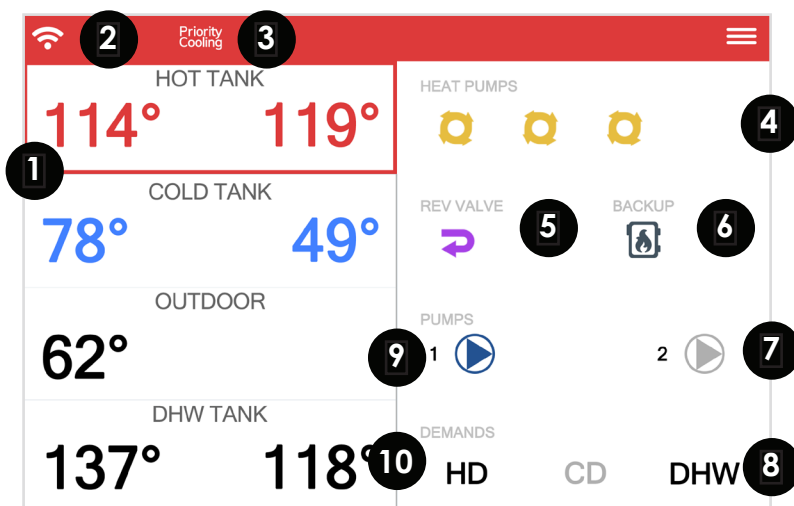 2 Priority Cooling 3
HOT TANK
114° 119°
1
COLD TANK
78° 49°
OUTDOOR
62°
DHW TANK
137° 118°
HEAT PUMPS
4
REV VALVE 5 BACKUP 6
PUMPS
9 1 2 7
DEMANDS
10 HD CD DHW 8